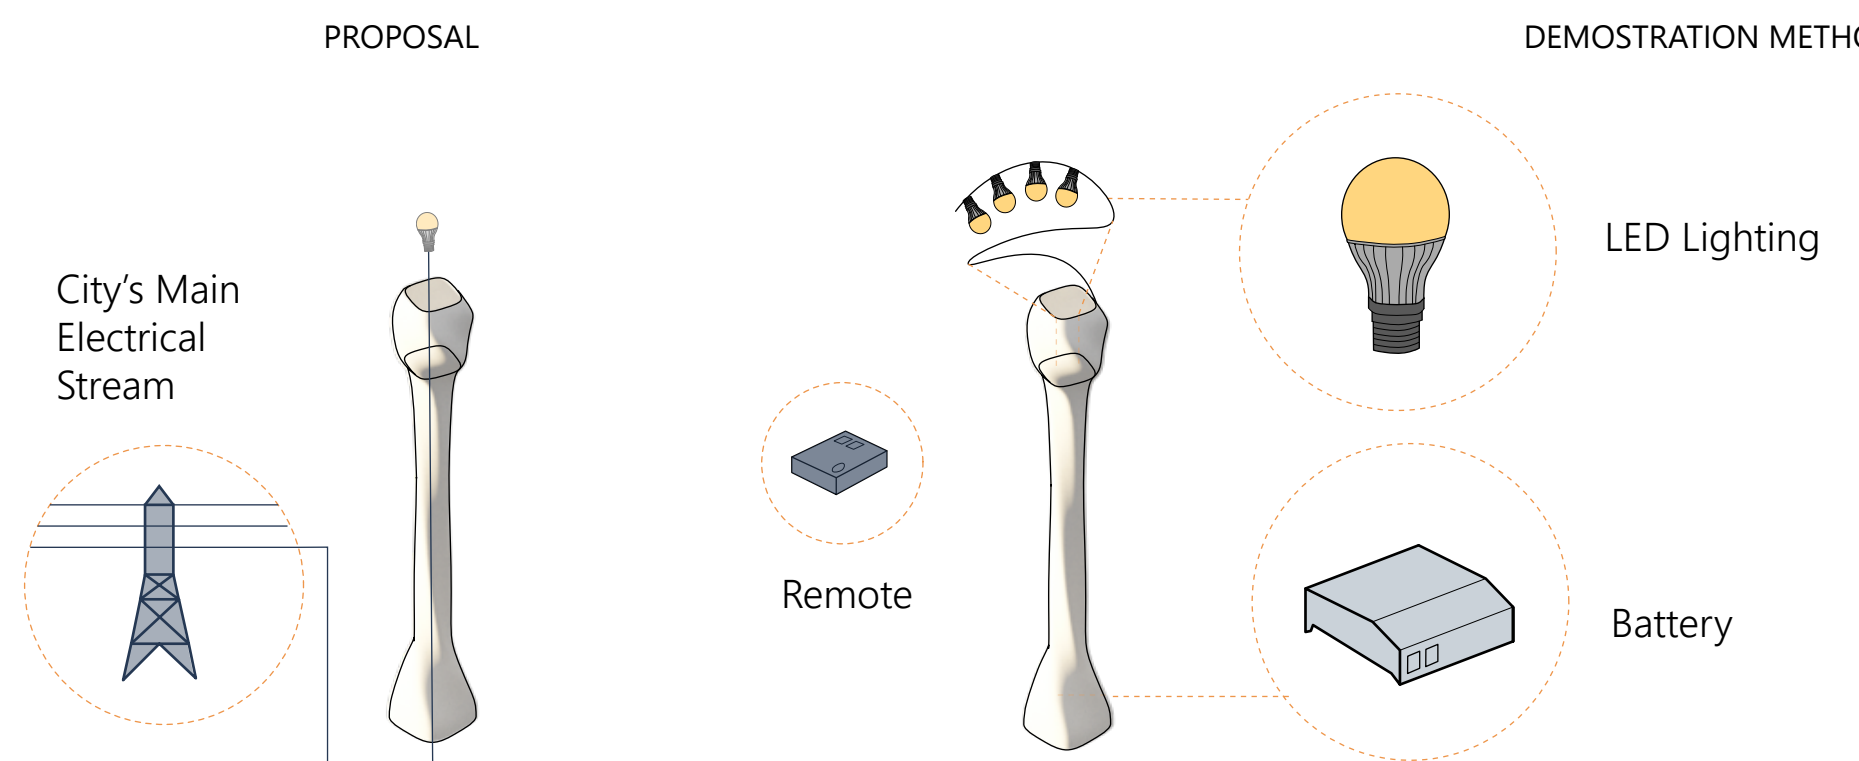 PROPOSAL
DEMOSTRATION METH
City's Main
Electrical
Stream
LED Lighting
Remote
Battery